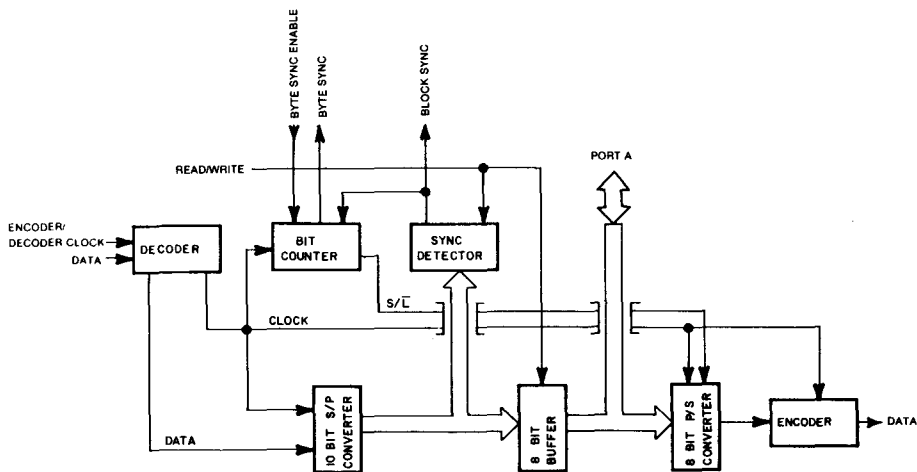 BYTE SYNC ENABLE
BYTE SYNC
BLOCK SYNC
READ/WRITE
PORT A
ENCODER/
DECODER CLOCK
DATA
DECODER
BIT
COUNTER
SYNC
DETECTOR
S/L̅
CLOCK
DATA
10 BIT S/P
CONVERTER
8 BIT
BUFFER
8 BIT P/S
CONVERTER
ENCODER
DATA